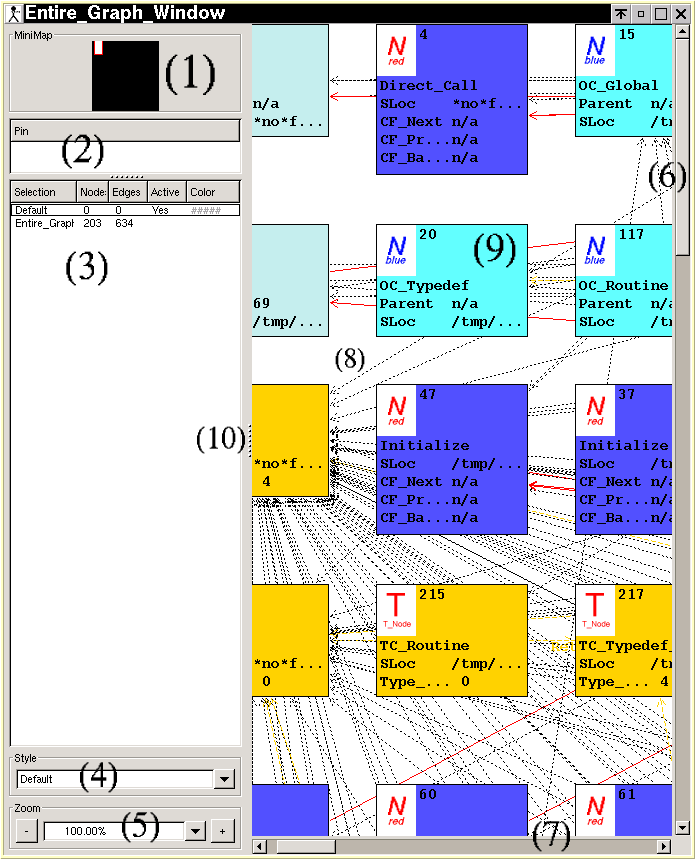 Entire_Graph_Window
MiniMap
(1)
Pin
(2)
Selection Node: Edges Active Color
Default 0 0 Yes #####
Entire_Graph 203 634
(3)
Style
Default
(4)
Zoom
- 100.00% +
(5)
n/a
*no*f...
N
red
4
Direct_Call
SLoc *no*f...
CF_Next n/a
CF_Pr...n/a
CF_Ba...n/a
N
blue
15
OC_Global
Parent n/a
SLoc /tm
(6)
69
/tmp/...
N
blue
20
(9)
OC_Typedef
Parent n/a
SLoc /tmp/...
N
blue
117
OC_Routine
Parent n/a
SLoc /tm
(8)
(10)
*no*f...
4
N
red
47
Initialize
SLoc /tmp/...
CF_Next n/a
CF_Pr...n/a
CF_Ba...n/a
N
red
37
Initialize
SLoc /tm
CF_Next n/a
CF_Pr...n/a
CF_Ba...n/a
*no*f...
0
T
T_Node
215
TC_Routine
SLoc /tmp/...
Type_... 0
T
T_Node
217
TC_Typedef_
SLoc /tm
Type_... 4
N
red
60
N
red
61
(7)